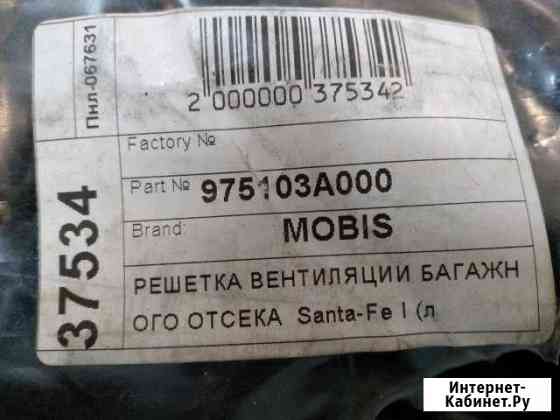 Пнл-067631
37534
2 000000 375342
Factory №
Part № 975103A000
Brand: MOBIS
РЕШЕТКА ВЕНТИЛЯЦИИ БАГАЖН
ОГО ОТСЕКА Santa-Fe I (л
Интернет-
Кабинет.Ру